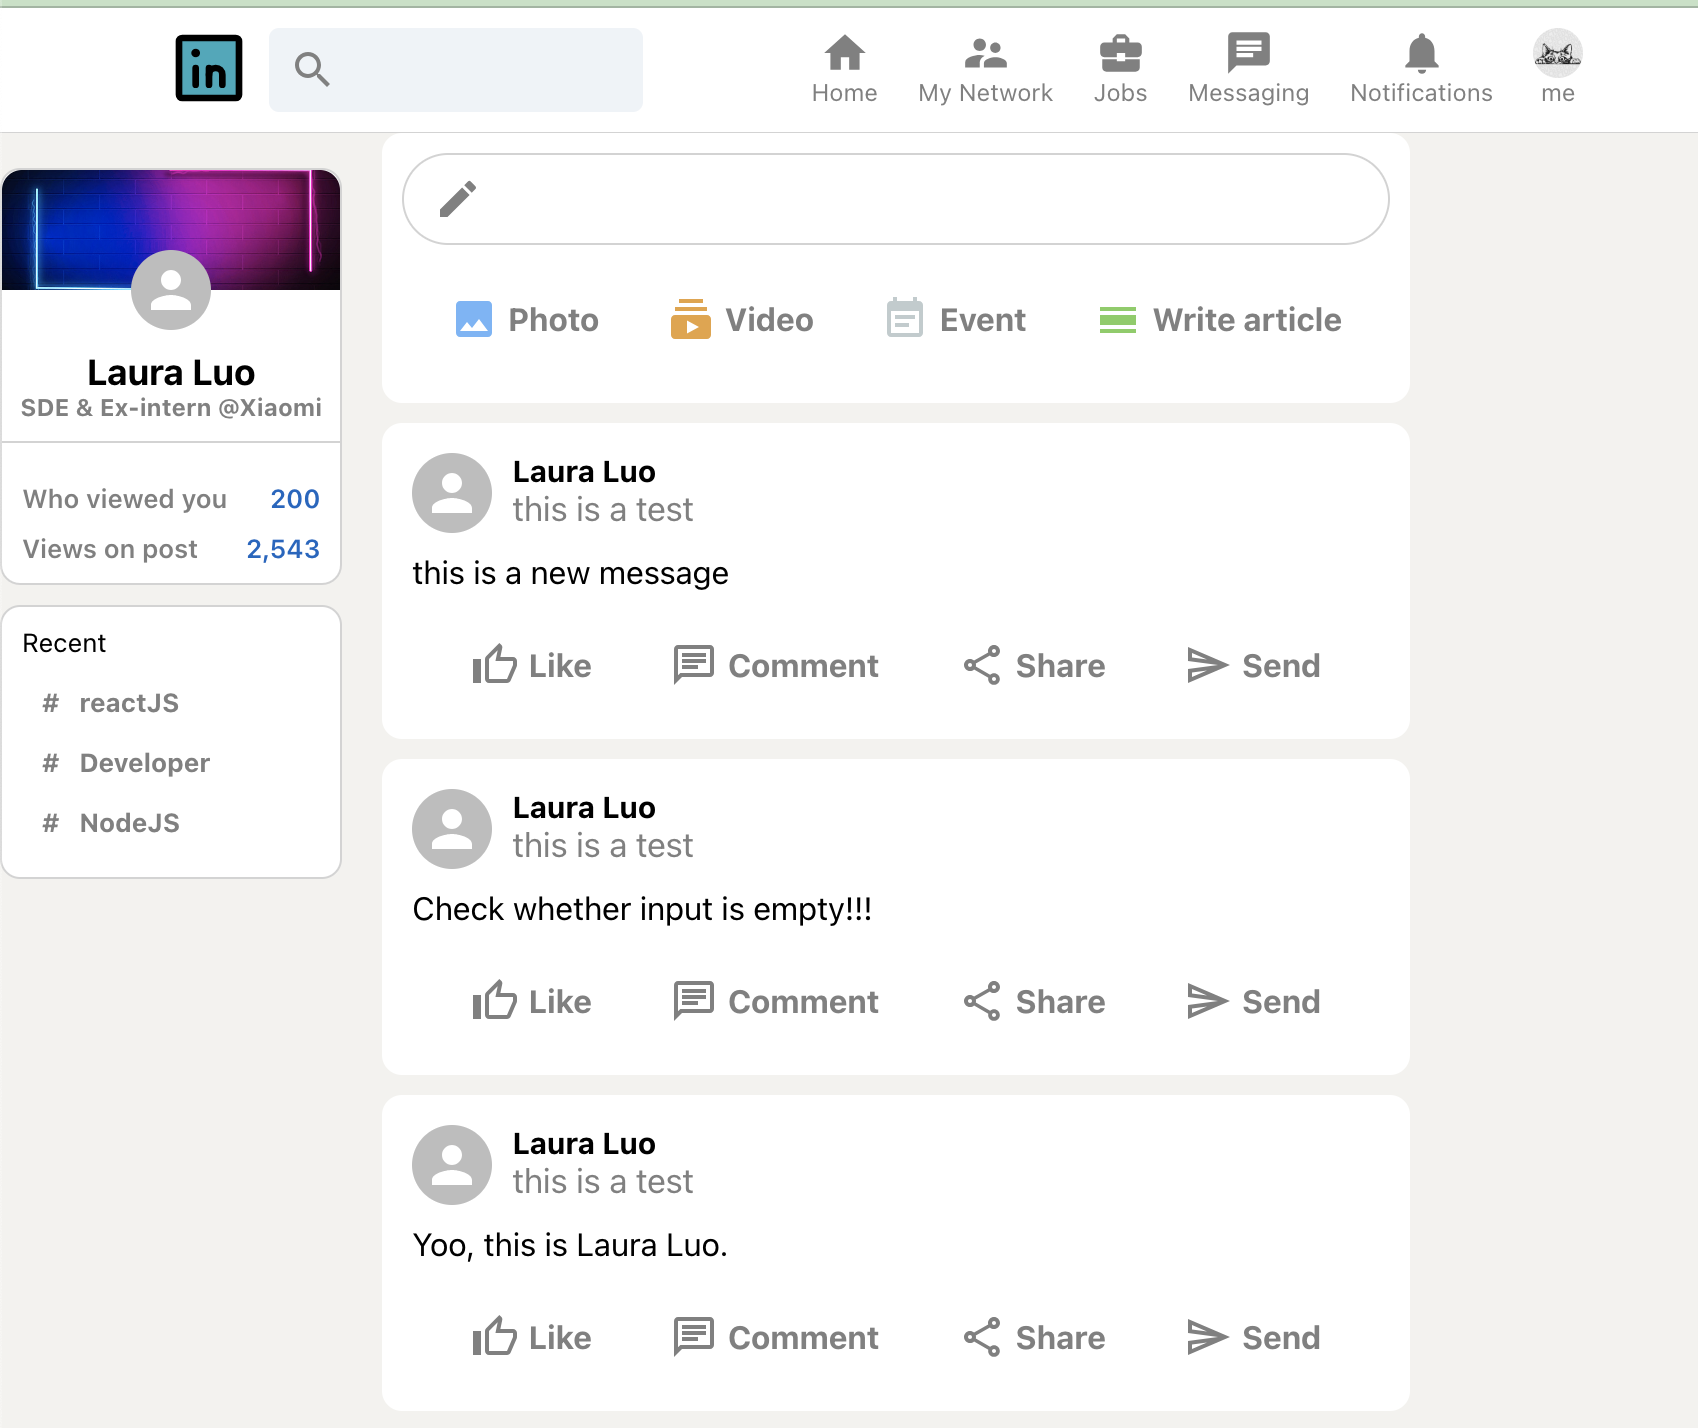 in
Home
My Network
Jobs
Messaging
Notifications
me
Laura Luo
SDE & Ex-intern @Xiaomi
Who viewed you 200
Views on post 2,543
Recent
# reactJS
# Developer
# NodeJS
Photo
Video
Event
Write article
Laura Luo
this is a test
this is a new message
Like
Comment
Share
Send
Laura Luo
this is a test
Check whether input is empty!!!
Like
Comment
Share
Send
Laura Luo
this is a test
Yoo, this is Laura Luo.
Like
Comment
Share
Send